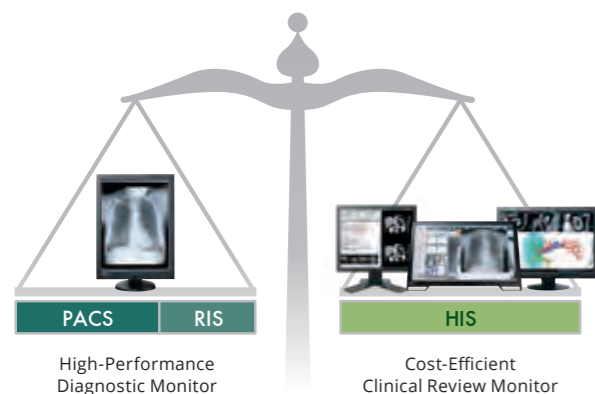 PACS
RIS
HIS
High-Performance
Diagnostic Monitor
Cost-Efficient
Clinical Review Monitor